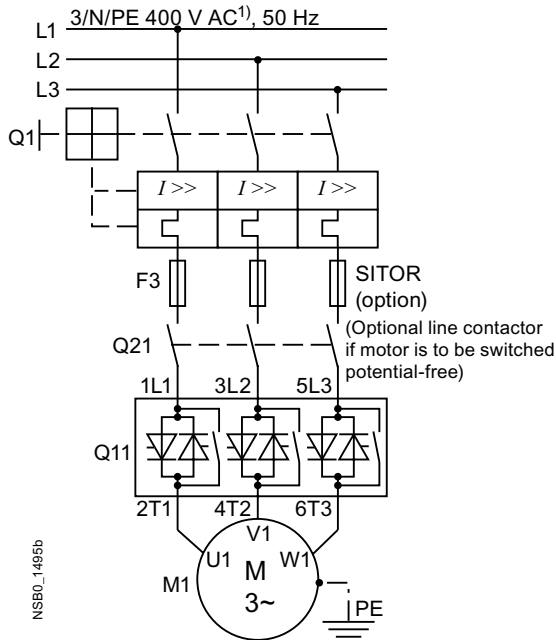 3/N/PE 400 V AC1), 50 Hz
L1
L2
L3
Q1
I >> I >> I >>
F3
SITOR
(option)
(Optional line contactor
if motor is to be switched
potential-free)
Q21
1L1 3L2 5L3
Q11
2T1 4T2 6T3
V1
U1 W1
M1
M
3~
PE
NSB0_1495b